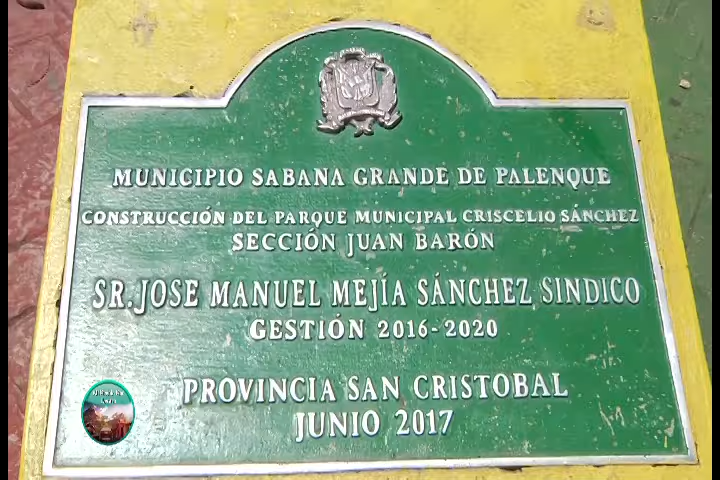 MUNICIPIO SABANA GRANDE DE PALENQUE
CONSTRUCCIÓN DEL PARQUE MUNICIPAL CRISCELIO SÁNCHEZ
SECCIÓN JUAN BARÓN
SR. JOSE MANUEL MEJÍA SÁNCHEZ SINDICO
GESTIÓN 2016-2020
PROVINCIA SAN CRISTOBAL
JUNIO 2017